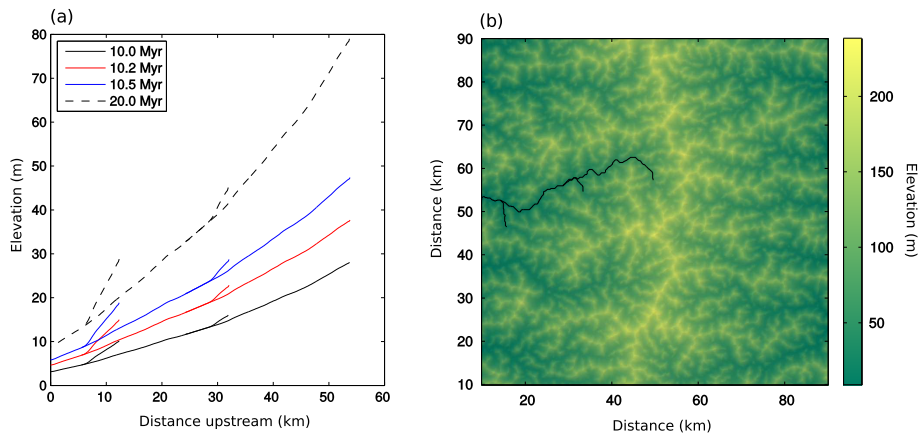 (a)
10.0 Myr
10.2 Myr
10.5 Myr
20.0 Myr
Elevation (m)
80
70
60
50
40
30
20
10
0
0 10 20 30 40 50 60
Distance upstream (km)
(b)
Distance (km)
90
80
70
60
50
40
30
20
10
20 40 60 80
Distance (km)
200
150
100
50
Elevation (m)